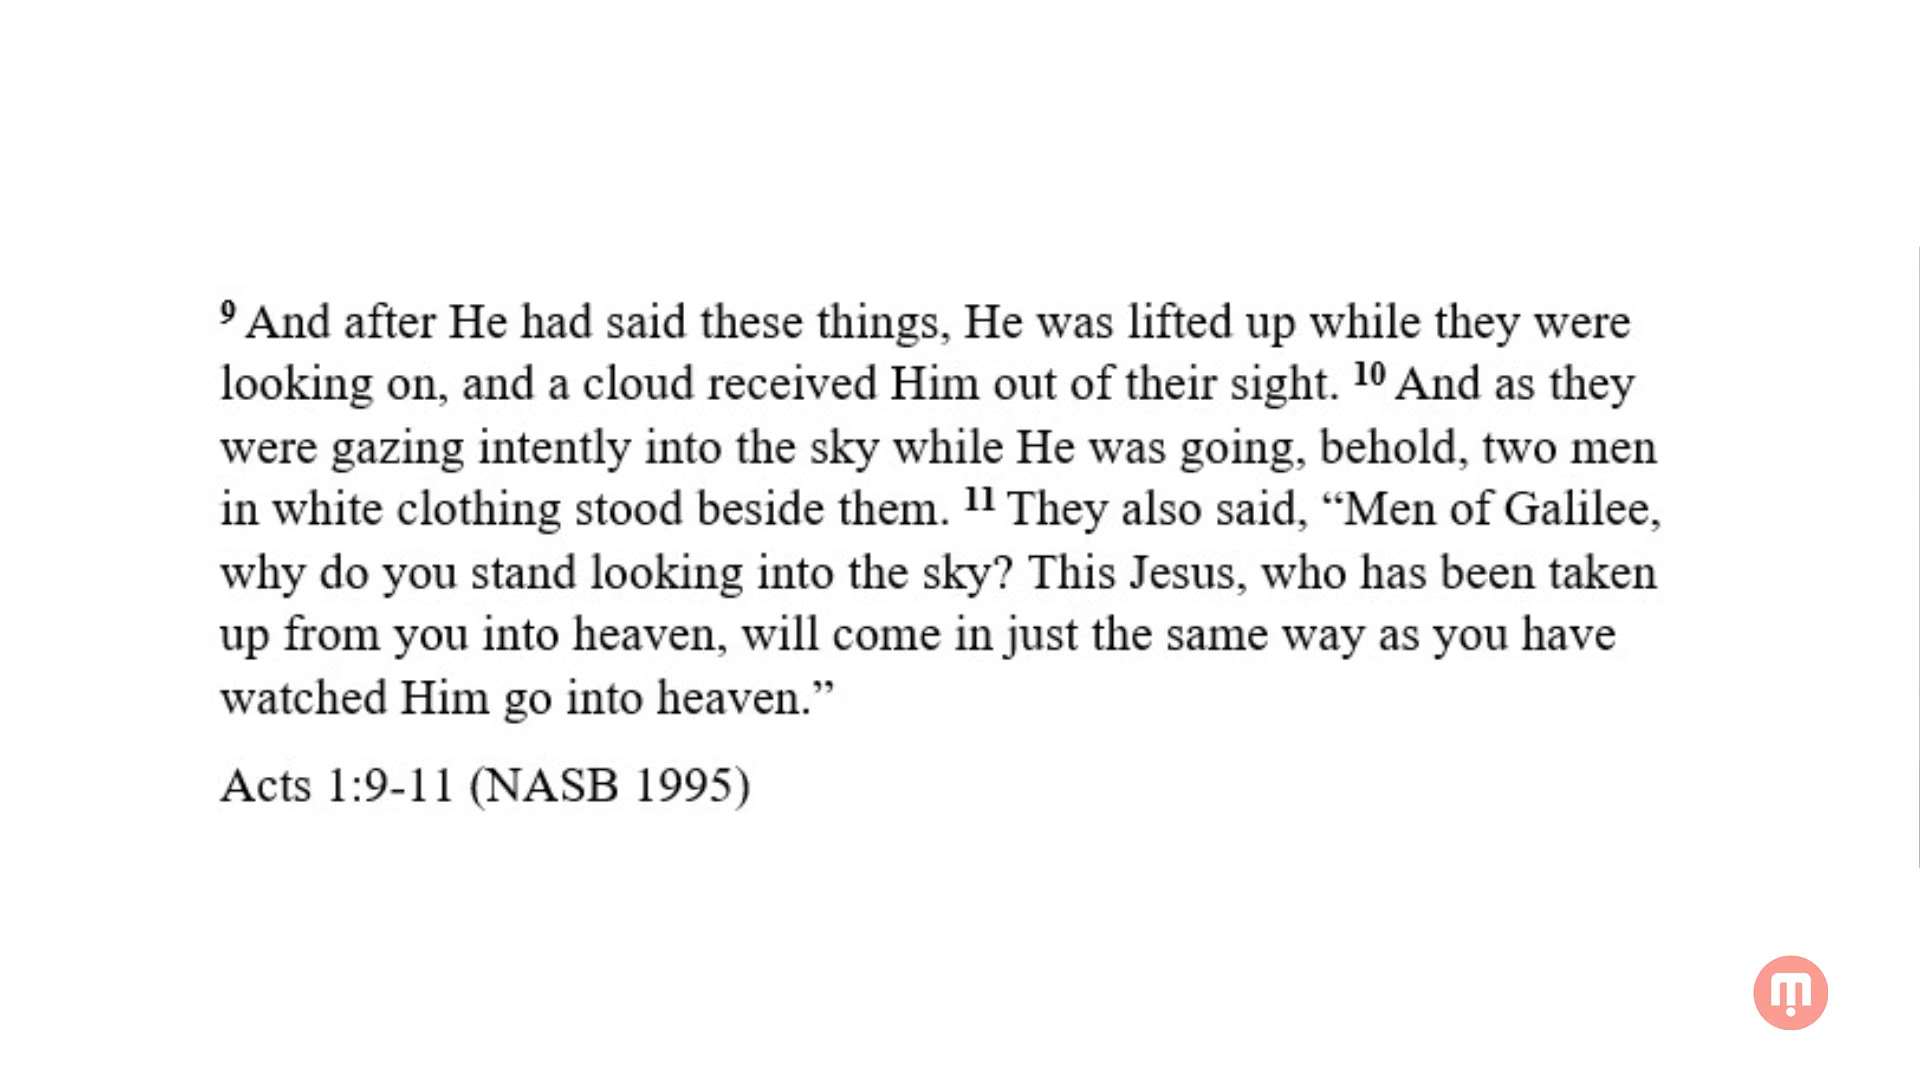 9 And after He had said these things, He was lifted up while they were
looking on, and a cloud received Him out of their sight. 10 And as they
were gazing intently into the sky while He was going, behold, two men
in white clothing stood beside them. 11 They also said, “Men of Galilee,
why do you stand looking into the sky? This Jesus, who has been taken
up from you into heaven, will come in just the same way as you have
watched Him go into heaven.”
Acts 1:9-11 (NASB 1995)